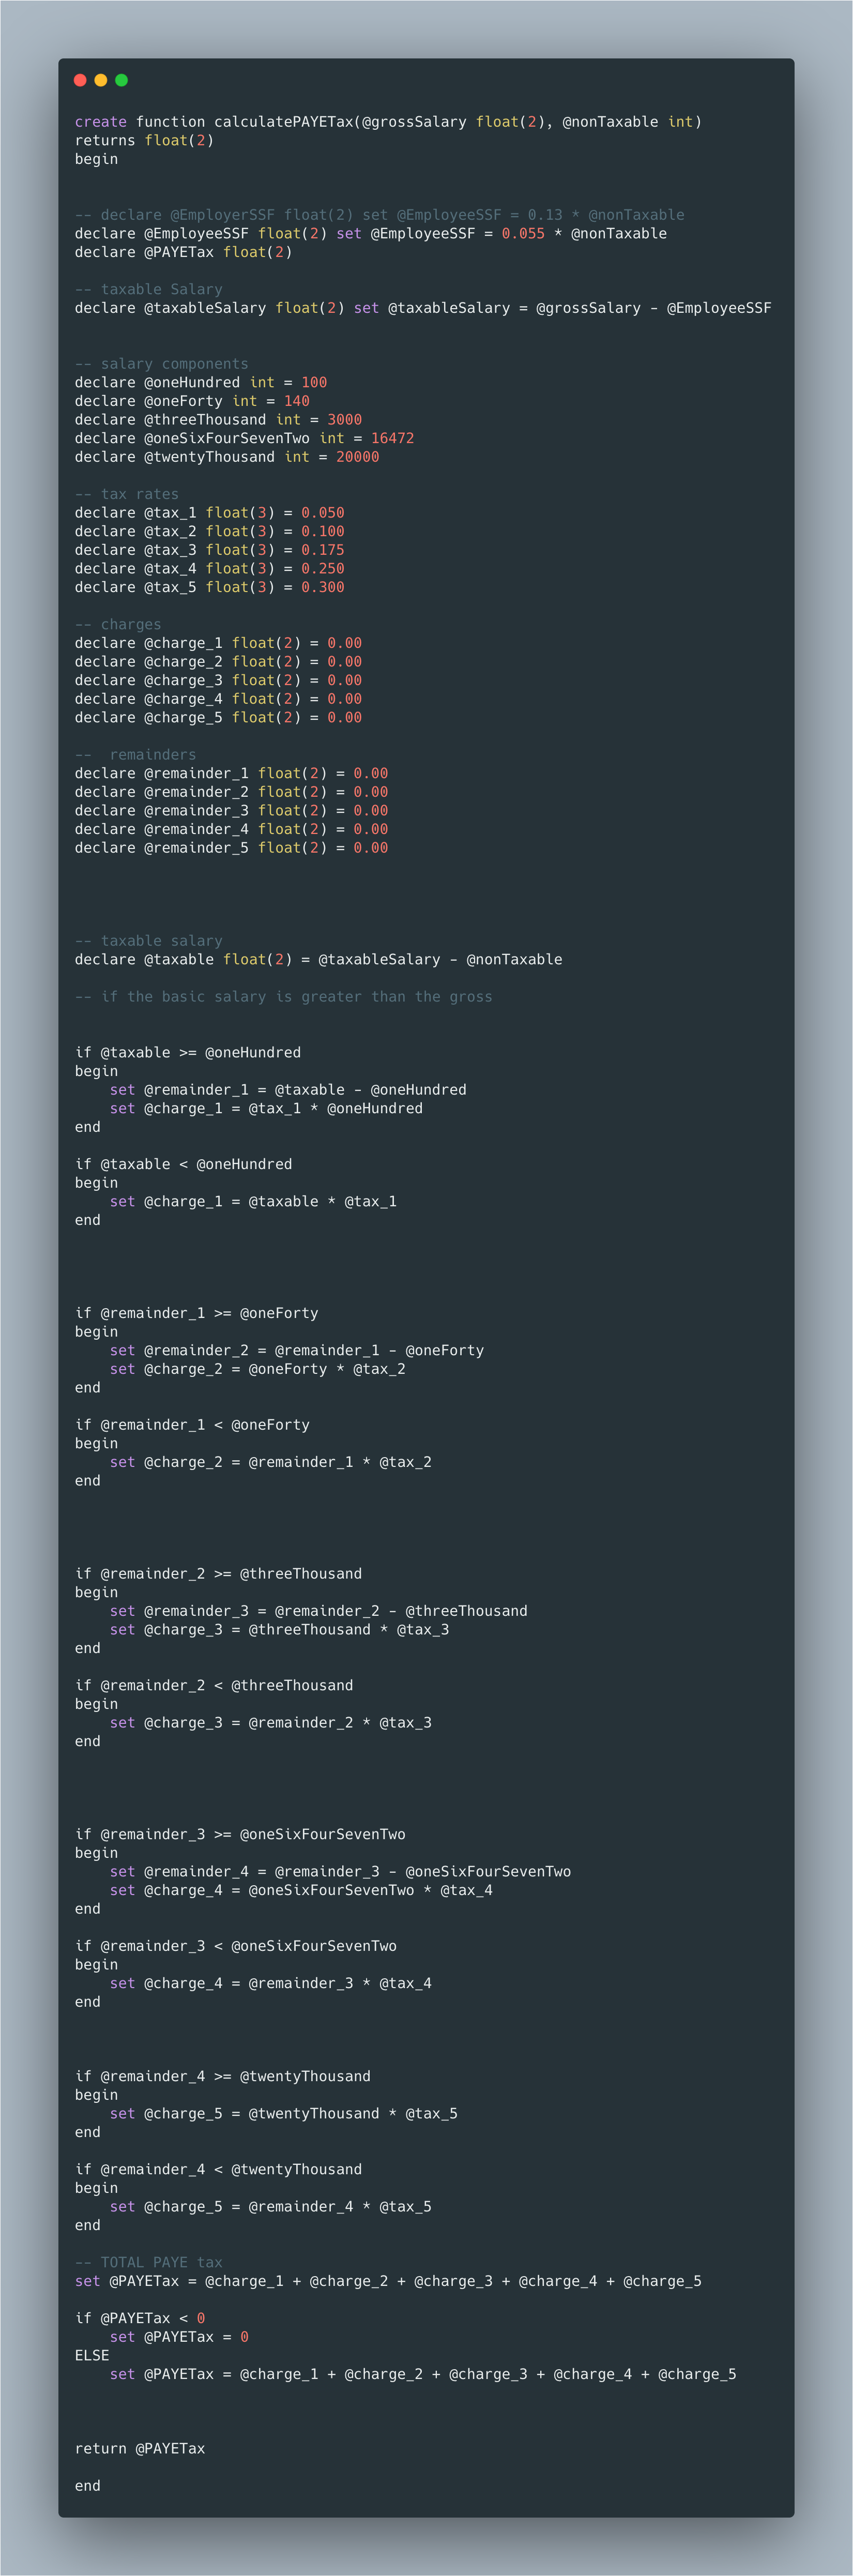 create function calculatePAYETax(@grossSalary float(2), @nonTaxable int)
returns float(2)
begin
-- declare @EmployerSSF float(2) set @EmployeeSSF = 0.13 * @nonTaxable
declare @EmployeeSSF float(2) set @EmployeeSSF = 0.055 * @nonTaxable
declare @PAYETax float(2)
-- taxable Salary
declare @taxableSalary float(2) set @taxableSalary = @grossSalary - @EmployeeSSF
-- salary components
declare @oneHundred int = 100
declare @oneForty int = 140
declare @threeThousand int = 3000
declare @oneSixFourSevenTwo int = 16472
declare @twentyThousand int = 20000
-- tax rates
declare @tax_1 float(3) = 0.050
declare @tax_2 float(3) = 0.100
declare @tax_3 float(3) = 0.175
declare @tax_4 float(3) = 0.250
declare @tax_5 float(3) = 0.300
-- charges
declare @charge_1 float(2) = 0.00
declare @charge_2 float(2) = 0.00
declare @charge_3 float(2) = 0.00
declare @charge_4 float(2) = 0.00
declare @charge_5 float(2) = 0.00
--  remainders
declare @remainder_1 float(2) = 0.00
declare @remainder_2 float(2) = 0.00
declare @remainder_3 float(2) = 0.00
declare @remainder_4 float(2) = 0.00
declare @remainder_5 float(2) = 0.00
-- taxable salary
declare @taxable float(2) = @taxableSalary - @nonTaxable
-- if the basic salary is greater than the gross
if @taxable >= @oneHundred
begin
    set @remainder_1 = @taxable - @oneHundred
    set @charge_1 = @tax_1 * @oneHundred
end
if @taxable < @oneHundred
begin
    set @charge_1 = @taxable * @tax_1
end
if @remainder_1 >= @oneForty
begin
    set @remainder_2 = @remainder_1 - @oneForty
    set @charge_2 = @oneForty * @tax_2
end
if @remainder_1 < @oneForty
begin
    set @charge_2 = @remainder_1 * @tax_2
end
if @remainder_2 >= @threeThousand
begin
    set @remainder_3 = @remainder_2 - @threeThousand
    set @charge_3 = @threeThousand * @tax_3
end
if @remainder_2 < @threeThousand
begin
    set @charge_3 = @remainder_2 * @tax_3
end
if @remainder_3 >= @oneSixFourSevenTwo
begin
    set @remainder_4 = @remainder_3 - @oneSixFourSevenTwo
    set @charge_4 = @oneSixFourSevenTwo * @tax_4
end
if @remainder_3 < @oneSixFourSevenTwo
begin
    set @charge_4 = @remainder_3 * @tax_4
end
if @remainder_4 >= @twentyThousand
begin
    set @charge_5 = @twentyThousand * @tax_5
end
if @remainder_4 < @twentyThousand
begin
    set @charge_5 = @remainder_4 * @tax_5
end
-- TOTAL PAYE tax
set @PAYETax = @charge_1 + @charge_2 + @charge_3 + @charge_4 + @charge_5
if @PAYETax < 0
    set @PAYETax = 0
ELSE
    set @PAYETax = @charge_1 + @charge_2 + @charge_3 + @charge_4 + @charge_5
return @PAYETax
end